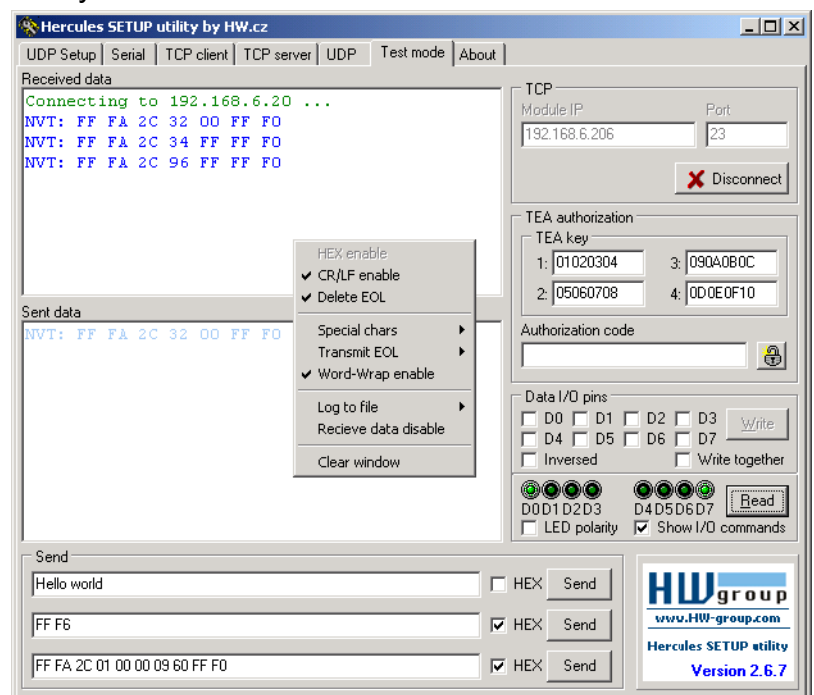 Hercules SETUP utility by HW.cz
UDP Setup Serial TCP client TCP server UDP Test mode About
Received data
Connecting to 192.168.6.20 ...
NVT: FF FA 2C 32 00 FF F0
NVT: FF FA 2C 34 FF FF F0
NVT: FF FA 2C 96 FF FF F0
HEX enable
CR/LF enable
Delete EOL
Special chars
Transmit EOL
Word-Wrap enable
Log to file
Recieve data disable
Clear window
Sent data
NVT: FF FA 2C 32 00 FF F0
TCP
Module IP Port
192.168.6.206 23
Disconnect
TEA authorization
TEA key
1: 01020304 3: 090A0B0C
2: 05060708 4: 0D0E0F10
Authorization code
Data I/O pins
D0 D1 D2 D3 Write
D4 D5 D6 D7
Inversed Write together
D0D1D2D3 D4D5D6D7 Read
LED polarity Show I/O commands
Send
Hello world HEX Send
FF F6 HEX Send
FF FA 2C 01 00 00 09 60 FF F0 HEX Send
HWgroup
www.HW-group.com
Hercules SETUP utility
Version 2.6.7